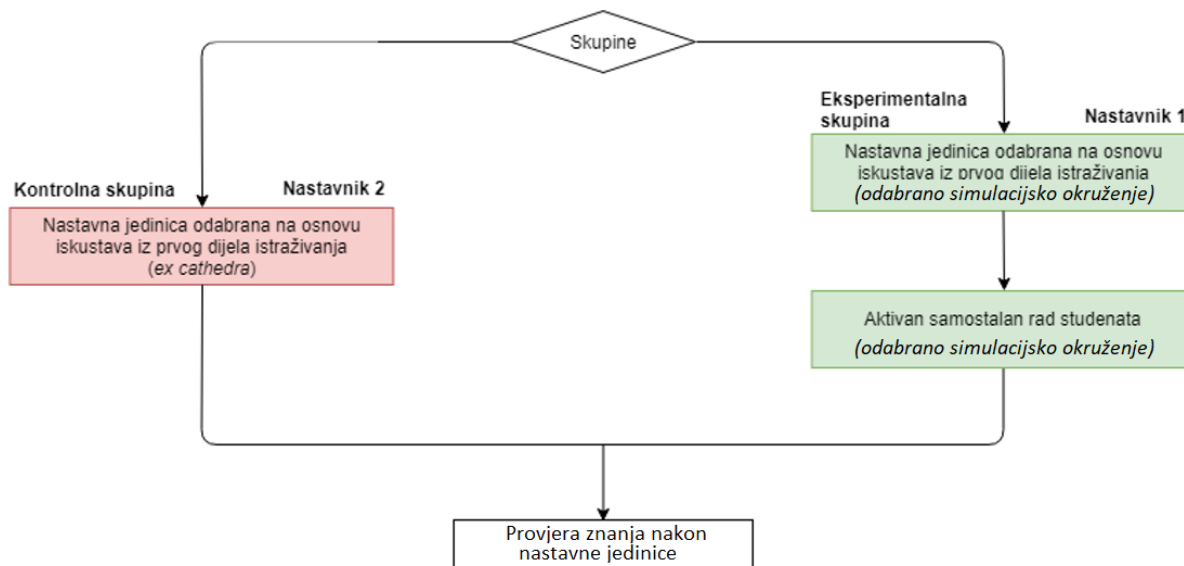 Skupine
Eksperimentalna
skupina
Nastavnik 1
Nastavna jedinica odabrana na osnovu
iskustava iz prvog dijela istraživanja
(odabrano simulacijsko okruženje)
Kontrolna skupina
Nastavnik 2
Nastavna jedinica odabrana na osnovu
iskustava iz prvog dijela istraživanja
(ex cathedra)
Aktivan samostalan rad studenata
(odabrano simulacijsko okruženje)
Provjera znanja nakon
nastavne jedinice